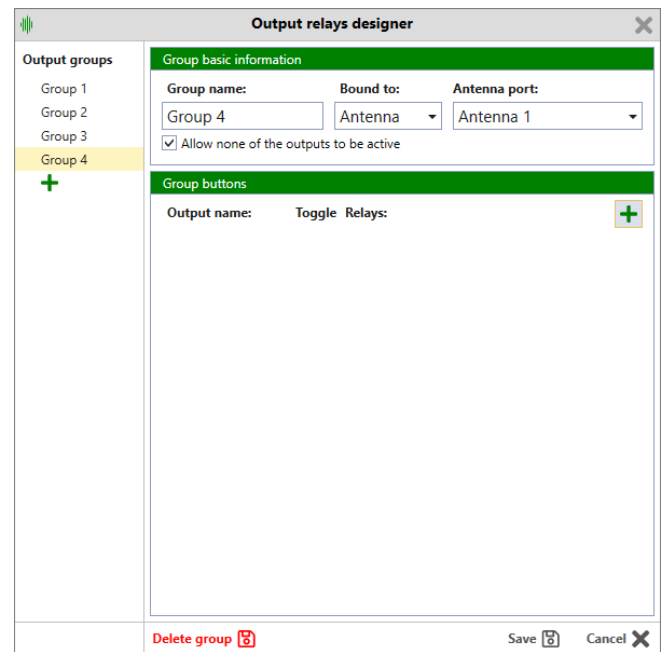 Output relays designer
Output groups
Group 1
Group 2
Group 3
Group 4
Group basic information
Group name: Bound to: Antenna port:
Group 4 Antenna Antenna 1
Allow none of the outputs to be active
Group buttons
Output name: Toggle Relays:
Delete group Save Cancel